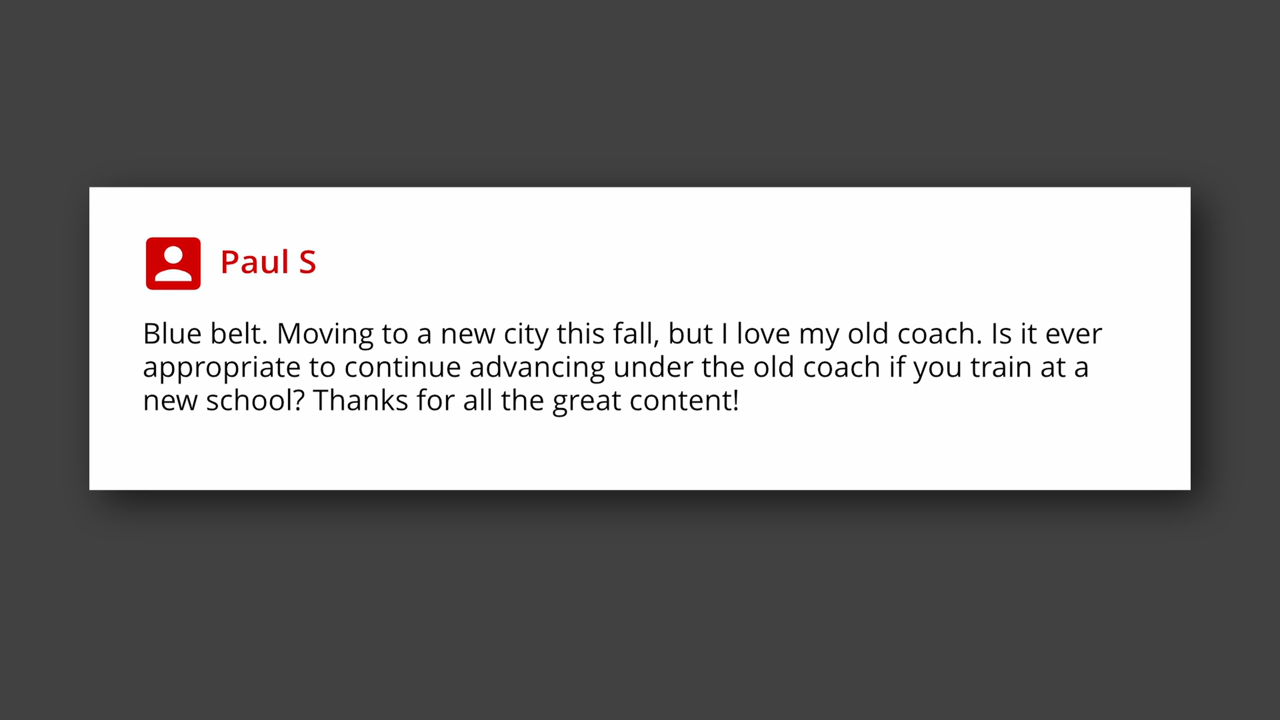 Paul S
Blue belt. Moving to a new city this fall, but I love my old coach. Is it ever
appropriate to continue advancing under the old coach if you train at a
new school? Thanks for all the great content!